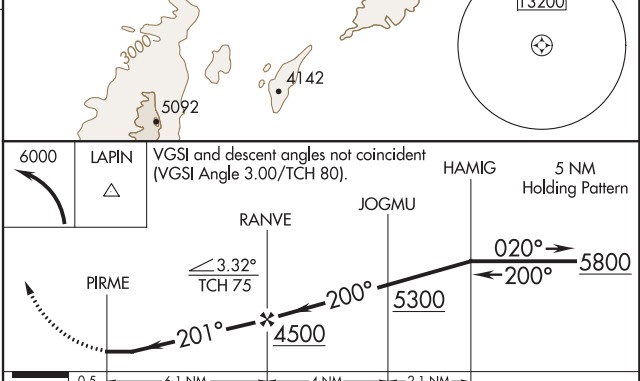 13200
3000
4142
5092
6000
LAPIN
VGSI and descent angles not coincident
(VGSI Angle 3.00/TCH 80).
HAMIG
5 NM
Holding Pattern
JOGMU
RANVE
020°
200°
5800
3.32°
TCH 75
PIRME
200°
5300
201°
4500
0.5
6.1 NM
4 NM
2.1 NM